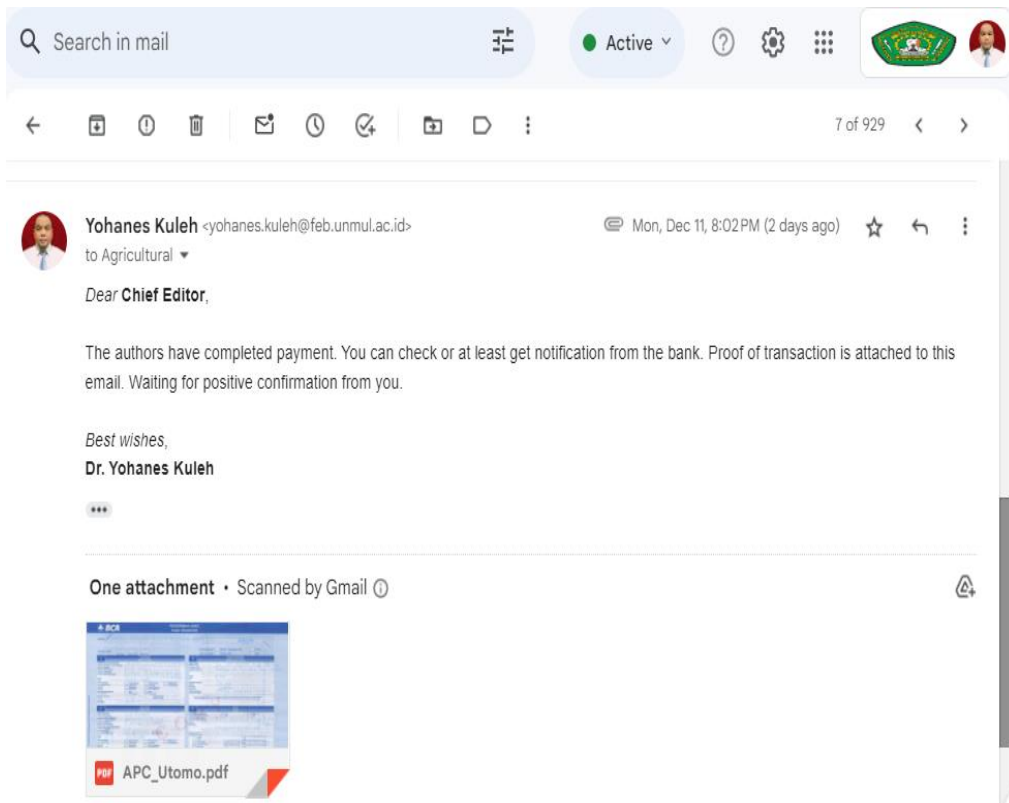 Search in mail
Active
7 of 929
Yohanes Kuleh <yohanes.kuleh@feb.unmul.ac.id>
Mon, Dec 11, 8:02 PM (2 days ago)
to Agricultural
Dear Chief Editor,
The authors have completed payment. You can check or at least get notification from the bank. Proof of transaction is attached to this
email. Waiting for positive confirmation from you.
Best wishes,
Dr. Yohanes Kuleh
One attachment • Scanned by Gmail
BCA
PDF APC_Utomo.pdf